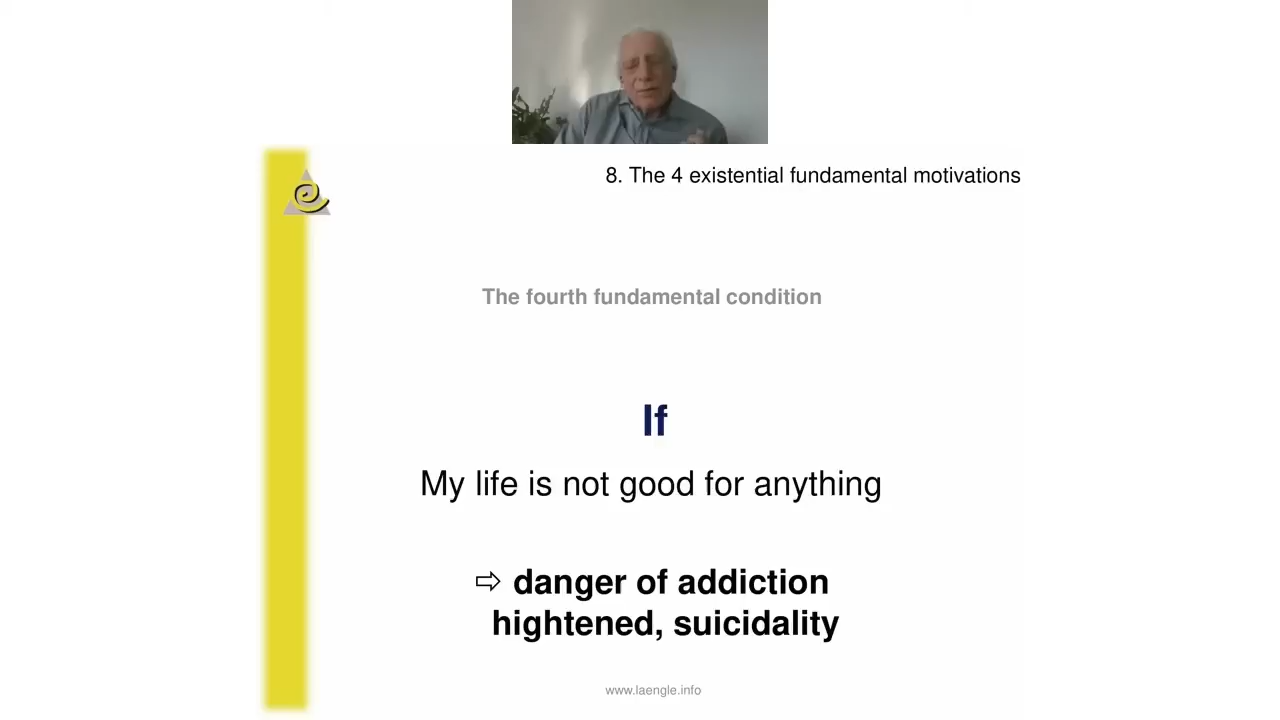 8. The 4 existential fundamental motivations
The fourth fundamental condition
If
My life is not good for anything
⇨ danger of addiction
hightened, suicidality
www.laengle.info